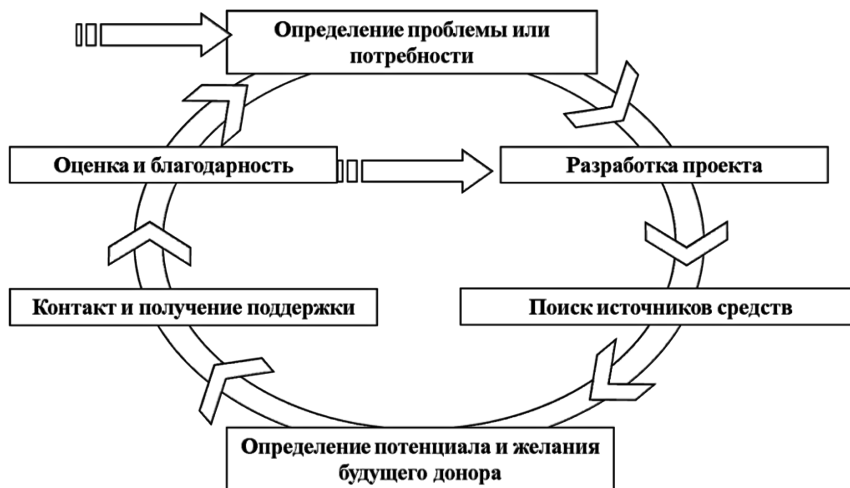 Определение проблемы или
потребности
Оценка и благодарность
Разработка проекта
Контакт и получение поддержки
Поиск источников средств
Определение потенциала и желания
будущего донора